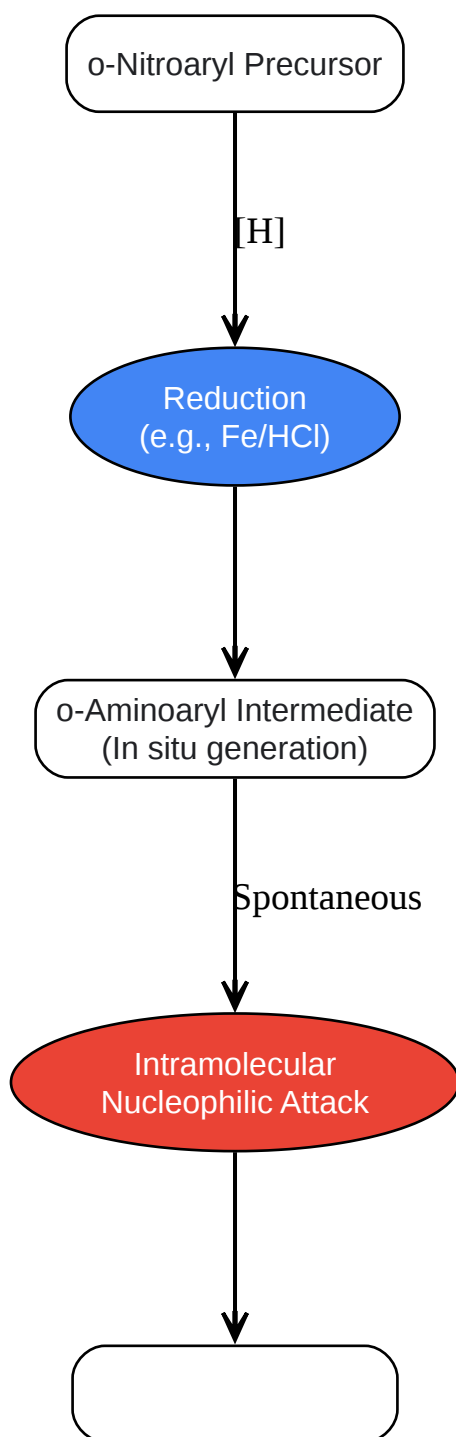 o-Nitroaryl Precursor
[H]
Reduction
(e.g., Fe/HCl)
o-Aminoaryl Intermediate
(In situ generation)
Spontaneous
Intramolecular
Nucleophilic Attack